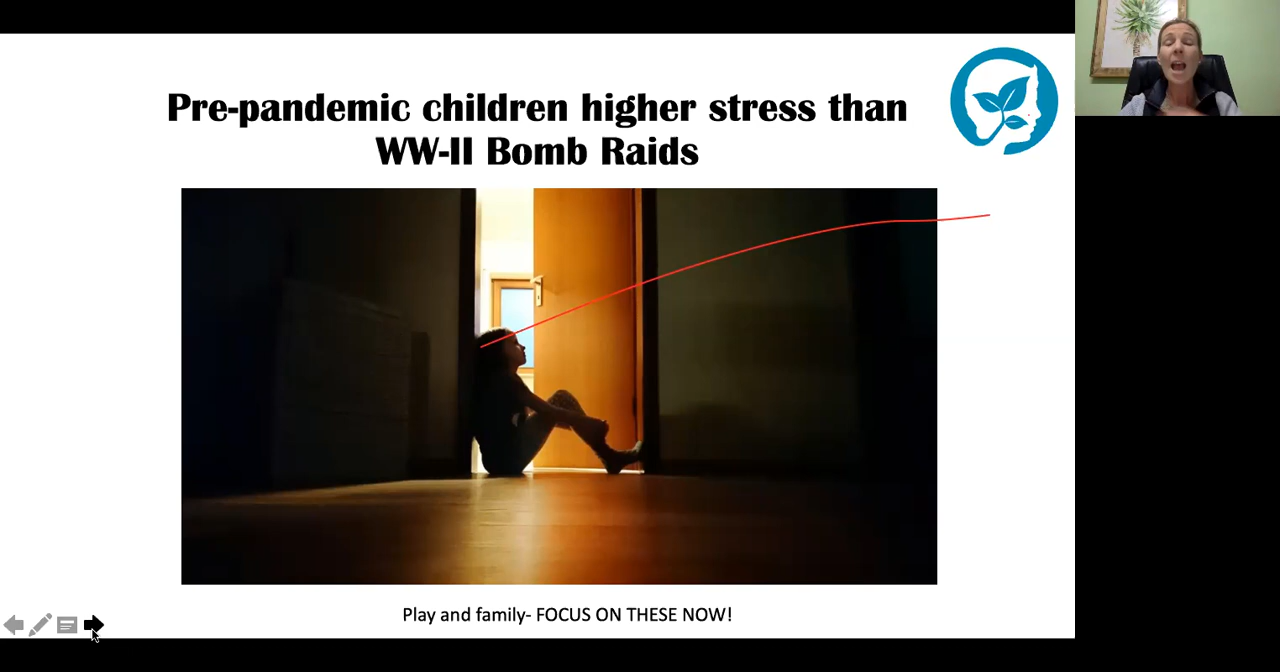 Pre-pandemic children higher stress than
WW-II Bomb Raids
Play and family- FOCUS ON THESE NOW!